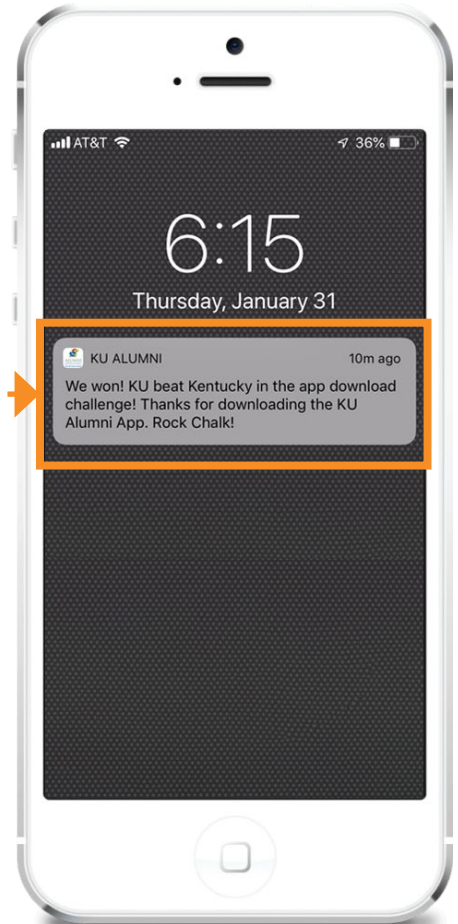 AT&T 36%
6:15
Thursday, January 31
KU ALUMNI 10m ago
We won! KU beat Kentucky in the app download
challenge! Thanks for downloading the KU
Alumni App. Rock Chalk!